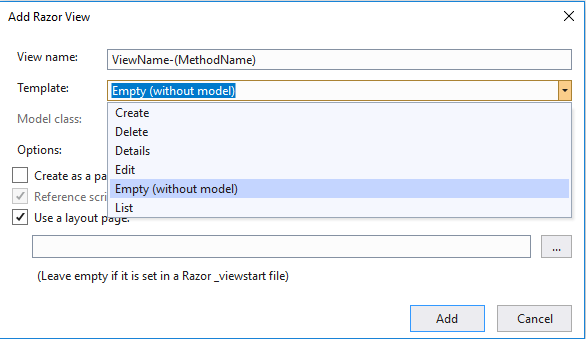 Add Razor View
View name:
ViewName-(MethodName)
Template:
Empty (without model)
Model class:
Create
Delete
Details
Options:
Edit
Create as a pa
Empty (without model)
Reference scri
List
Use a layout page:
...
(Leave empty if it is set in a Razor _viewstart file)
Add
Cancel